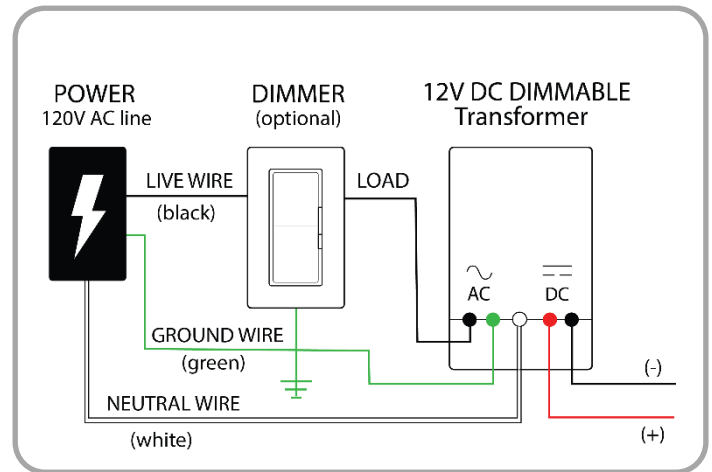 POWER
120V AC line
DIMMER
(optional)
12V DC DIMMABLE
Transformer
LIVE WIRE
(black)
LOAD
AC
DC
GROUND WIRE
(green)
NEUTRAL WIRE
(white)
(-)
(+)